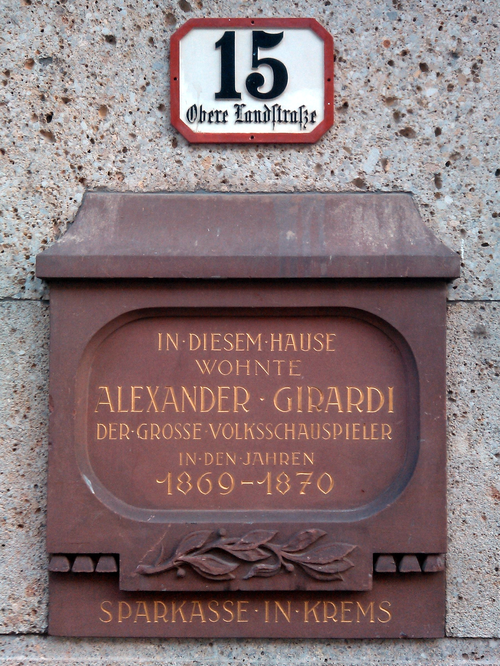 15
Obere Landſtraße
IN·DIESEM·HAUSE
WOHNTE
ALEXANDER·GIRARDI
DER·GROSSE·VOLKSSCHAUSPIELER
IN·DEN·JAHREN
1869–1870
SPARKASSE·IN·KREMS